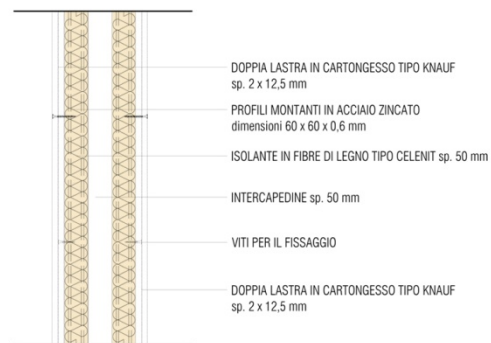 DOPPIA LASTRA IN CARTONGESSO TIPO KNAUF
sp. 2 x 12,5 mm
PROFILI MONTANTI IN ACCIAIO ZINCATO
dimensioni 60 x 60 x 0,6 mm
ISOLANTE IN FIBRE DI LEGNO TIPO CELENIT sp. 50 mm
INTERCAPEDINE sp. 50 mm
VITI PER IL FISSAGGIO
DOPPIA LASTRA IN CARTONGESSO TIPO KNAUF
sp. 2 x 12,5 mm